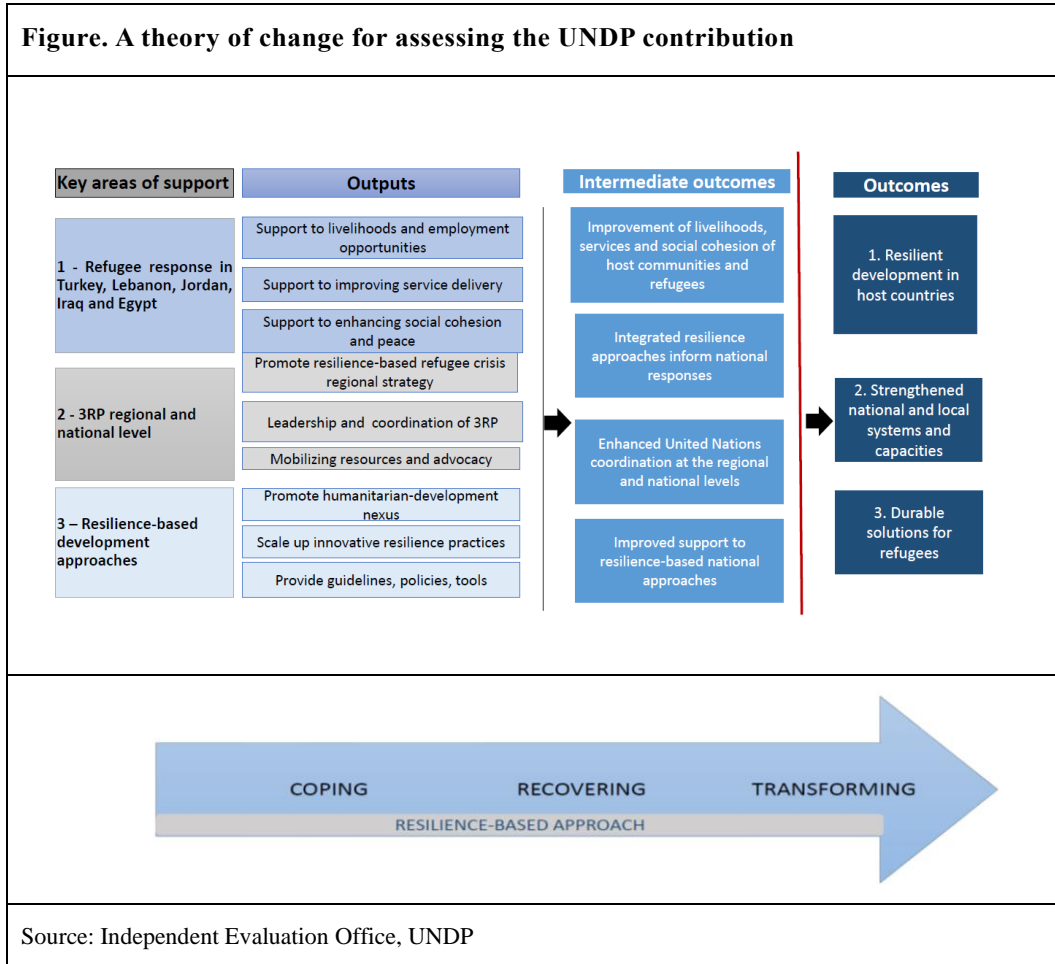 Figure. A theory of change for assessing the UNDP contribution
Key areas of support
Outputs
Intermediate outcomes
Outcomes
1 - Refugee response in
Turkey, Lebanon, Jordan,
Iraq and Egypt
Support to livelihoods and employment
opportunities
Support to improving service delivery
Support to enhancing social cohesion
and peace
2 - 3RP regional and
national level
Promote resilience-based refugee crisis
regional strategy
Leadership and coordination of 3RP
Mobilizing resources and advocacy
3 – Resilience-based
development
approaches
Promote humanitarian-development
nexus
Scale up innovative resilience practices
Provide guidelines, policies, tools
Improvement of livelihoods,
services and social cohesion of
host communities and
refugees
Integrated resilience
approaches inform national
responses
Enhanced United Nations
coordination at the regional
and national levels
Improved support to
resilience-based national
approaches
1. Resilient
development in
host countries
2. Strengthened
national and local
systems and
capacities
3. Durable
solutions for
refugees
COPING RECOVERING TRANSFORMING
RESILIENCE-BASED APPROACH
Source: Independent Evaluation Office, UNDP